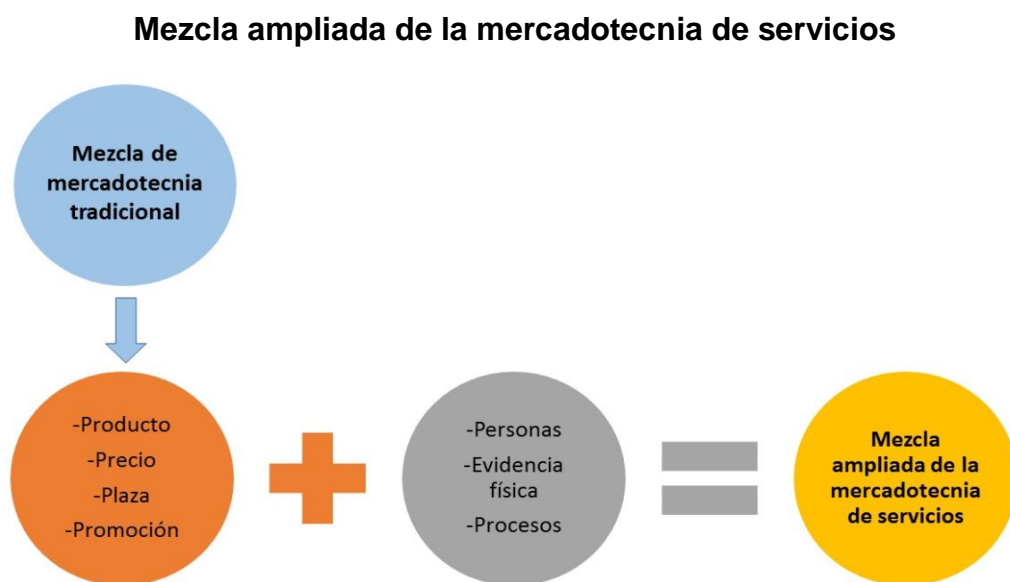 Mezcla ampliada de la mercadotecnia de servicios
Mezcla de
mercadotecnia
tradicional
-Producto
-Precio
-Plaza
-Promoción
-Personas
-Evidencia
física
-Procesos
Mezcla
ampliada de la
mercadotecnia
de servicios